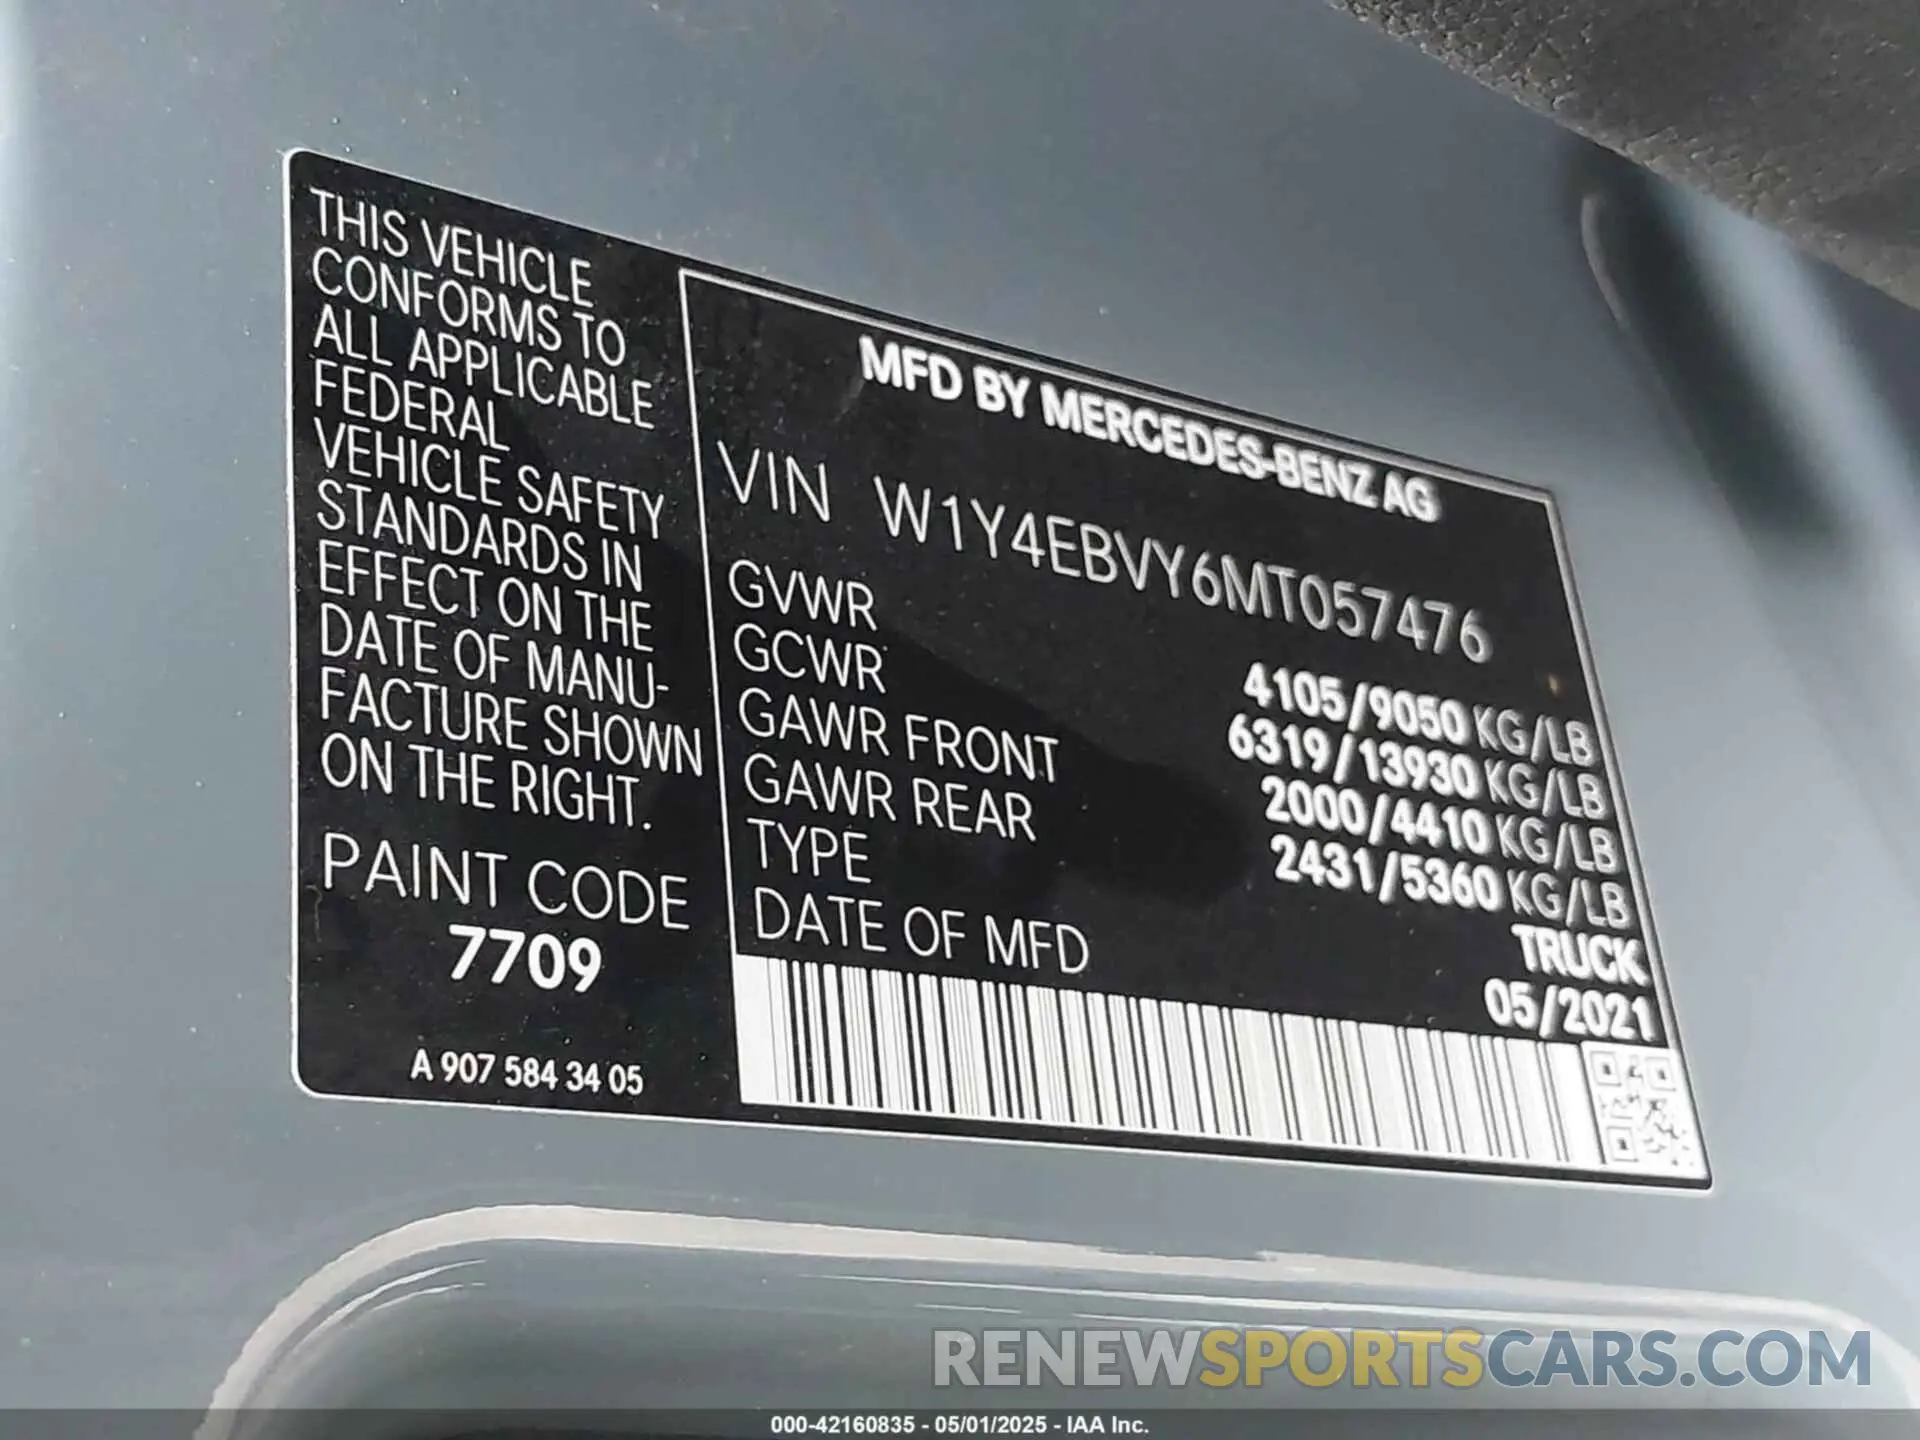 THIS VEHICLE
CONFORMS TO
ALL APPLICABLE
FEDERAL
VEHICLE SAFETY
STANDARDS IN
EFFECT ON THE
DATE OF MANU-
FACTURE SHOWN
ON THE RIGHT.
PAINT CODE
7709
A 907 584 34 05
MFD BY MERCEDES-BENZ AG
VIN W1Y4EBVY6MT057476
GVWR 4105/9050 KG/LB
GCWR 6319/13930 KG/LB
GAWR FRONT 2000/4410 KG/LB
GAWR REAR 2431/5360 KG/LB
TYPE TRUCK
DATE OF MFD 05/2021
RENEWSPORTSCARS.COM
000-42160835 - 05/01/2025 - IAA Inc.